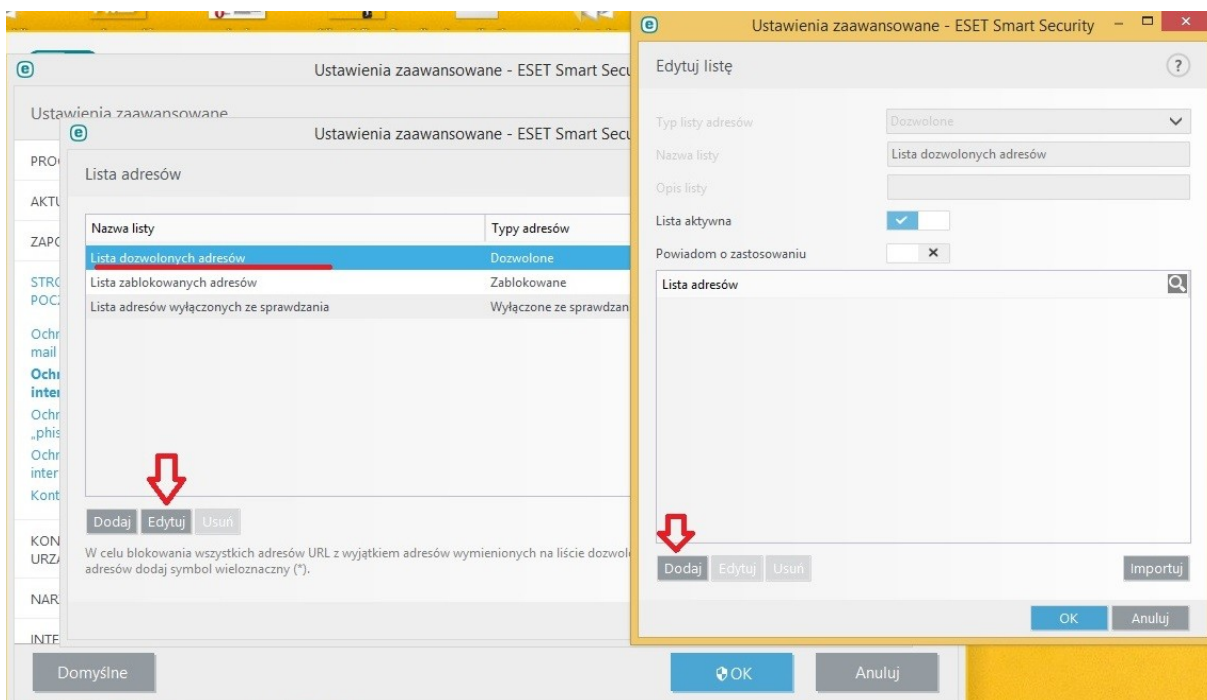 Ustawienia zaawansowane - ESET Smart Security
Edytuj listę
?
Typ listy adresów
Dozwolone
Nazwa listy
Lista dozwolonych adresów
Opis listy
Lista aktywna
Powiadom o zastosowaniu
Lista adresów
Dodaj
Edytuj
Usuń
Importuj
OK
Anuluj
Ustawienia zaawansowane - ESET Smart Secu
Ustawienia zaawansowane
PRO
AKTU
STRO
Ochr
mail
Ochr
inter
Ochr
„phis
Ochr
inter
Kont
KON
URZA
NAR
INTE
Ustawienia zaawansowane - ESET Smart Secu
Lista adresów
Nazwa listy
Typy adresów
Lista dozwolonych adresów
Dozwolone
Lista zablokowanych adresów
Zablokowane
Lista adresów wyłączonych ze sprawdzania
Wyłączone ze sprawdzan
Dodaj
Edytuj
Usuń
W celu blokowania wszystkich adresów URL z wyjątkiem adresów wymienionych na liście dozwol
adresów dodaj symbol wieloznaczny (*).
Domyślne
OK
Anuluj